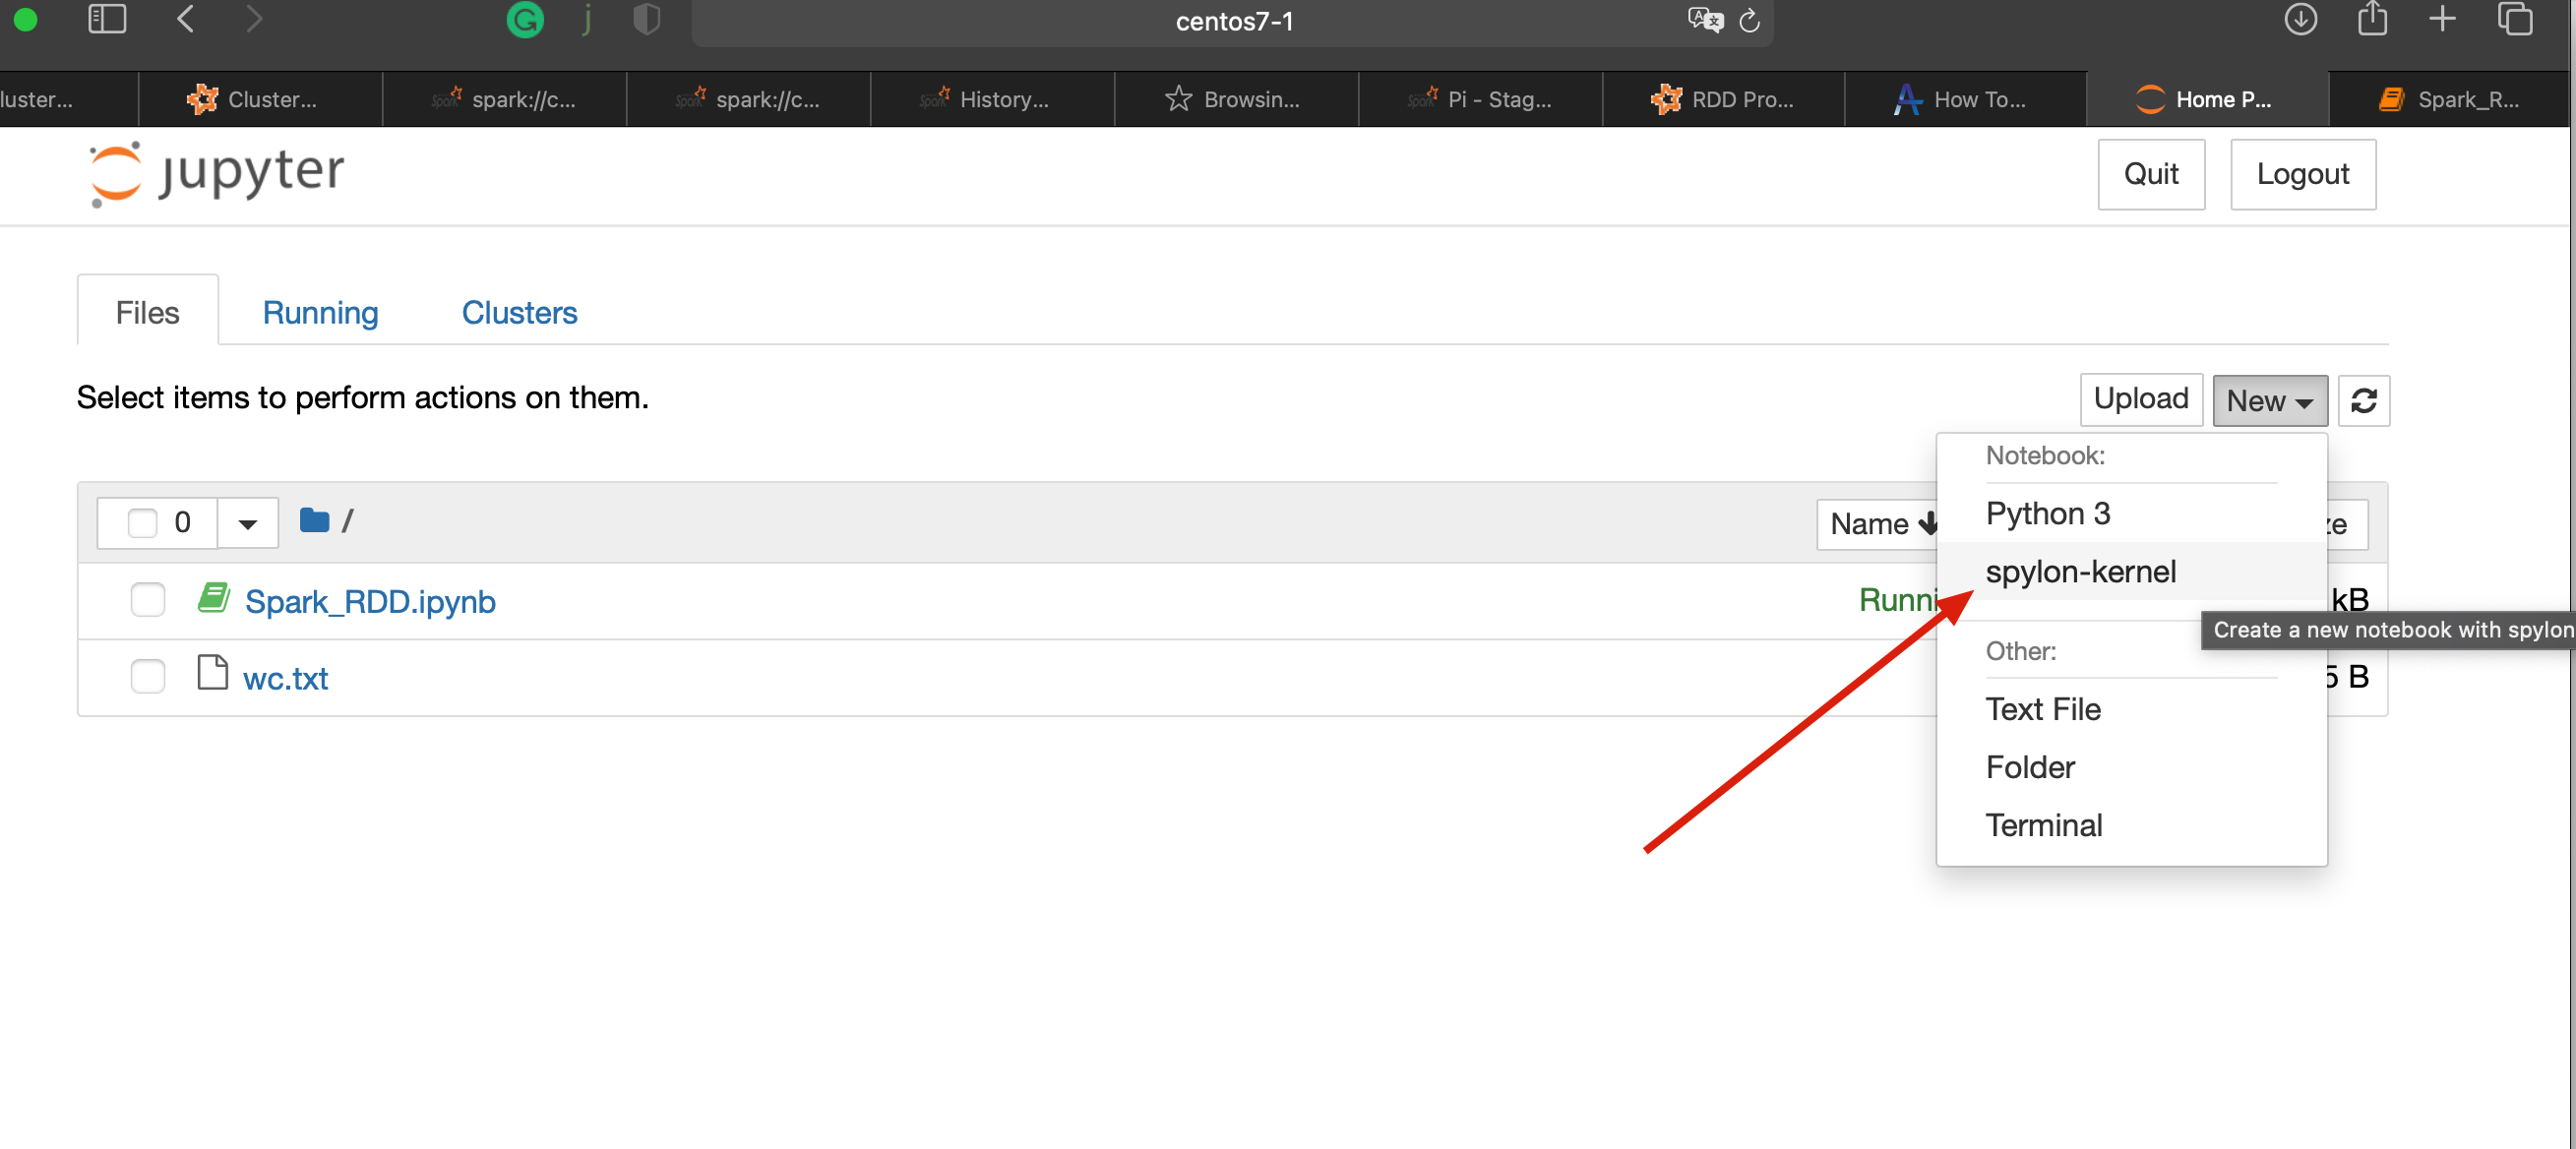 centos7-1
luster...
Cluster...
spark://c...
spark://c...
History...
Browsin...
Pi - Stag...
RDD Pro...
How To...
Home P...
Spark_R...
jupyter
Quit
Logout
Files
Running
Clusters
Select items to perform actions on them.
Upload
New
Notebook:
0
/
Name
Python 3
ze
spylon-kernel
Spark_RDD.ipynb
Runni
kB
Create a new notebook with spylon
Other:
wc.txt
5 B
Text File
Folder
Terminal